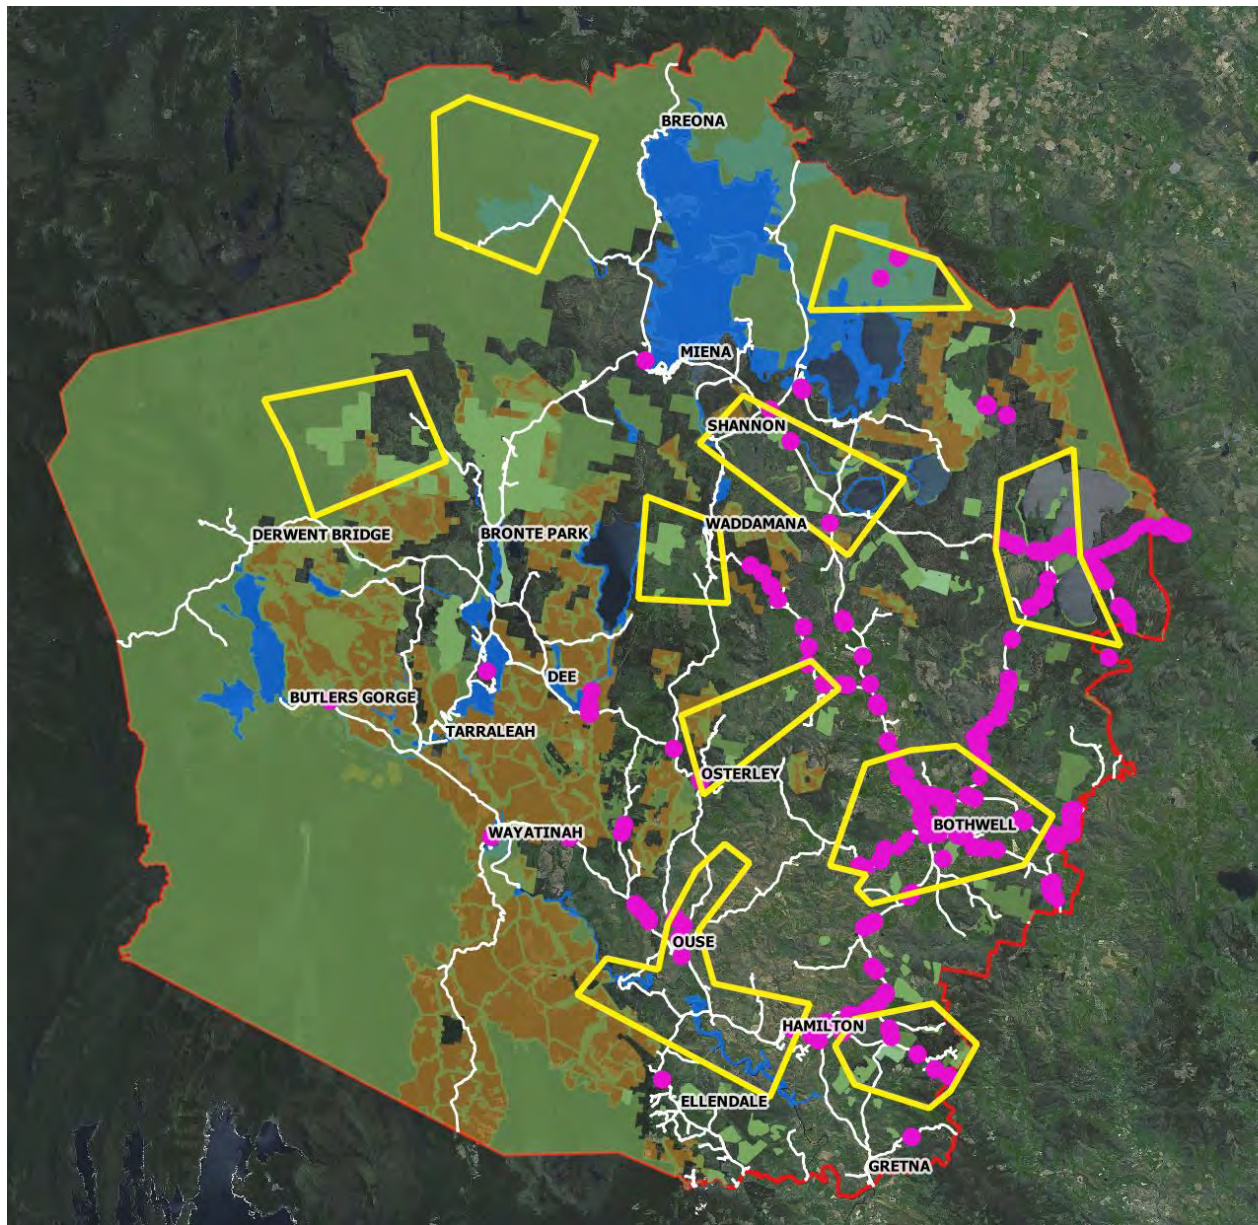 BREONA
MIENA
SHANNON
WADDAMANA
DERWENT BRIDGE
BRONTE PARK
DEE
BUTLERS GORGE
TARRALEAH
OSTERLEY
WAYATINAH
BOTHWELL
OUSE
HAMILTON
ELLENDALE
GRETNA